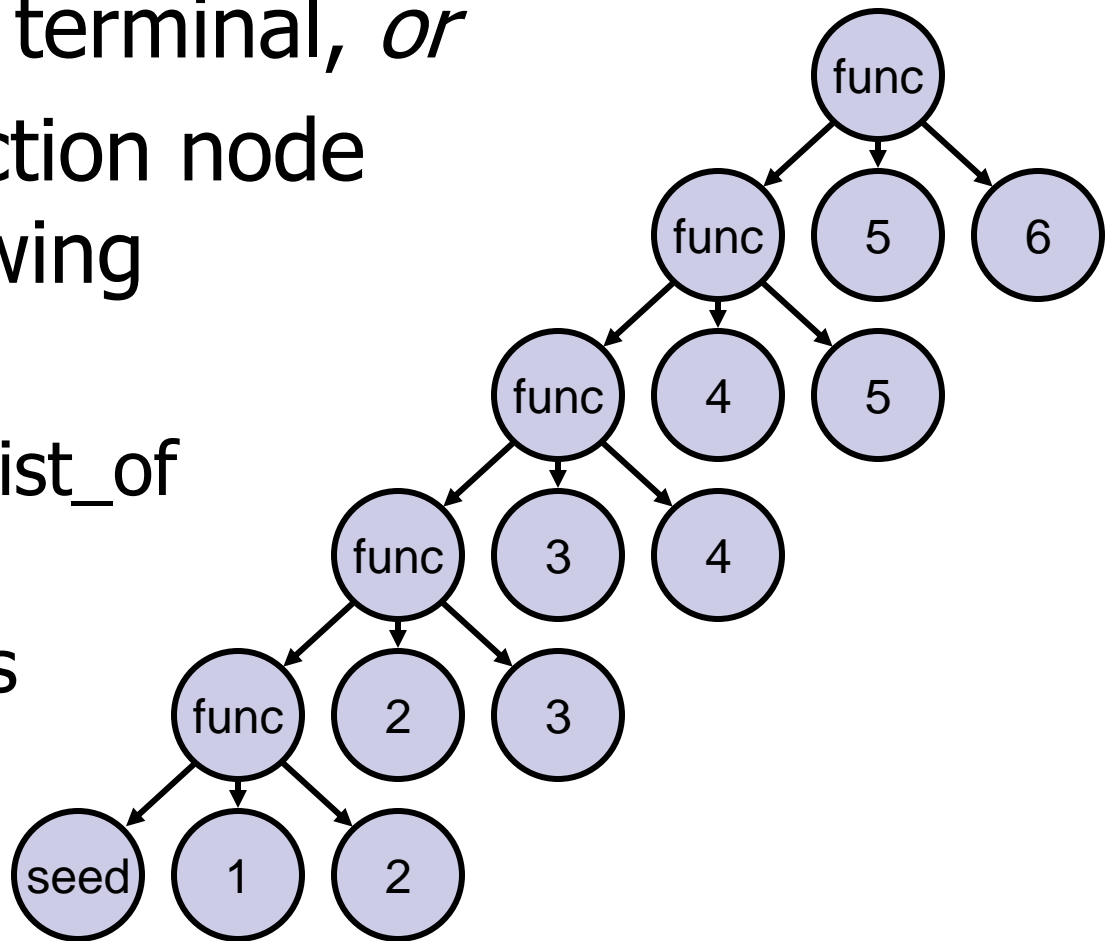 terminal, or
ction node
wing
ist_of
s
func
func 5 6
func 4 5
func 3 4
func 2 3
seed 1 2